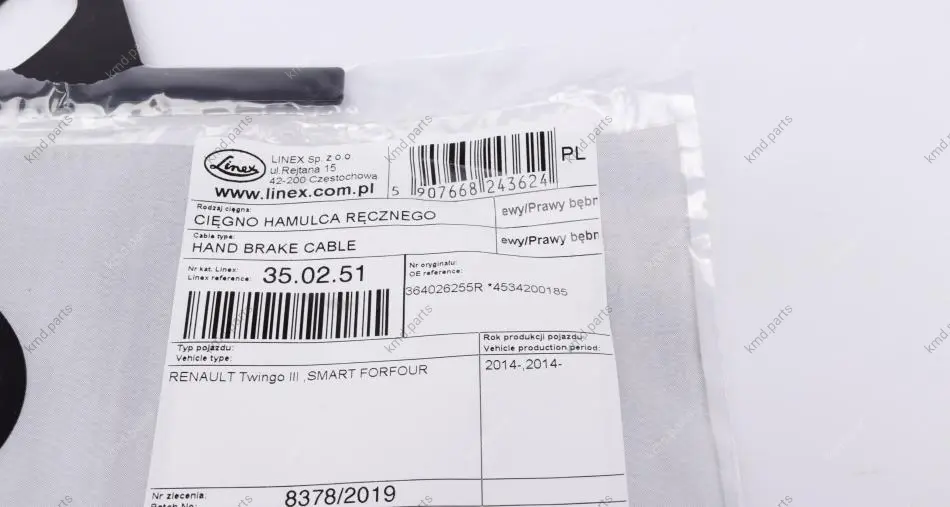 Linex
LINEX Sp. z o.o
ul.Rejtana 15
42-200 Częstochowa
www.linex.com.pl
5 907668 243624
PL
Rodzaj cięgna:
CIĘGNO HAMULCA RĘCZNEGO
ewy/Prawy bębn
Cable type:
HAND BRAKE CABLE
ewy/Prawy bębn
Nr kat. Linex:
Linex reference:
35.02.51
Nr oryginału:
OE reference:
364026255R *4534200185
Typ pojazdu:
Vehicle type:
RENAULT Twingo III ,SMART FORFOUR
Rok produkcji pojazdu
Vehicle production period:
2014-,2014-
Nr zlecenia:
Batch No:
8378/2019
kmd.parts